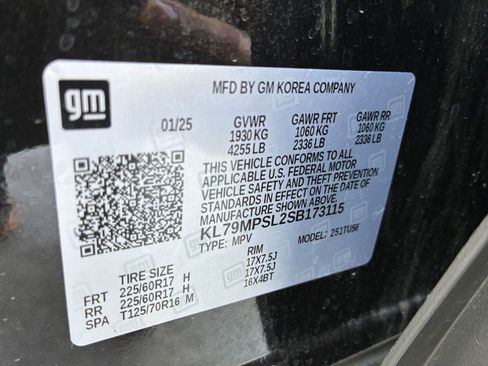 gm
MFD BY GM KOREA COMPANY
01/25 GVWR GAWR FRT GAWR RR
1930 KG 1060 KG 1060 KG
4255 LB 2336 LB 2336 LB
THIS VEHICLE CONFORMS TO ALL
APPLICABLE U.S. FEDERAL MOTOR
VEHICLE SAFETY AND THEFT PREVENTION
STANDARDS IN EFFECT ON THE DATE OF
MANUFACTURE
KL79MPSL2SB173115
TYPE: MPV MODEL: 251TU56
TIRE SIZE RIM
FRT 225/60R17 H 17X7.5J
RR 225/60R17 H 17X7.5J
SPA T125/70R16 M 16X4BT